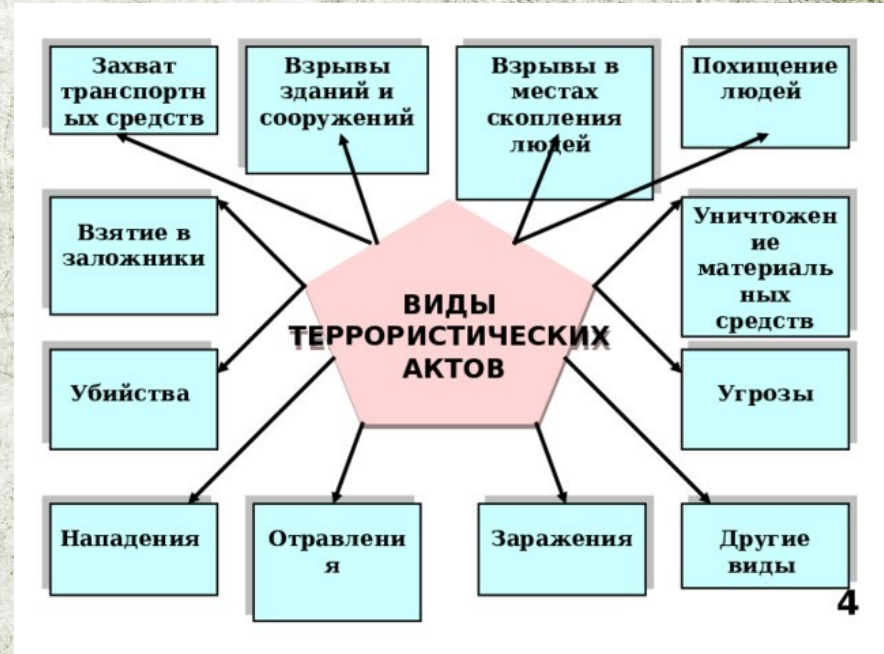 Захват
транспортн
ых средств
Взрывы
зданий и
сооружений
Взрывы в
местах
скопления
людей
Похищение
людей
Взятие в
заложники
Уничтожен
ие
материаль
ных
средств
ВИДЫ
ТЕРРОРИСТИЧЕСКИХ
АКТОВ
Убийства
Угрозы
Нападения
Отравлени
я
Заражения
Другие
виды
4